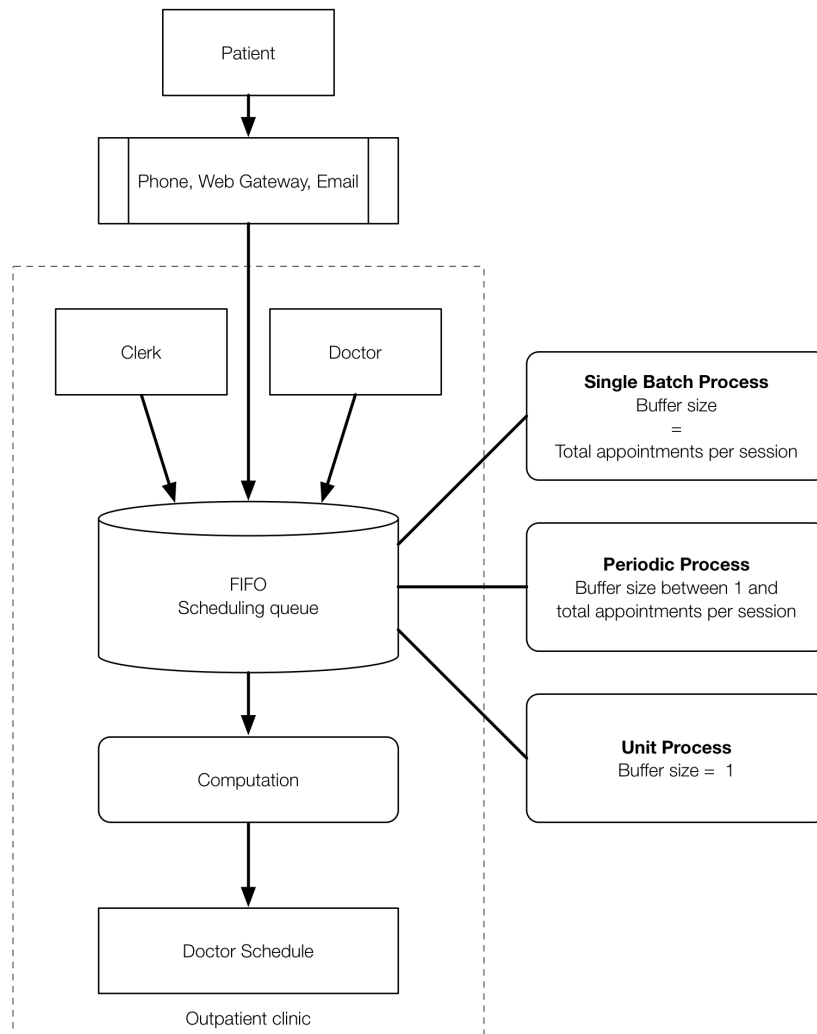 Patient
Phone, Web Gateway, Email
Clerk
Doctor
Single Batch Process
Buffer size
=
Total appointments per session
FIFO
Scheduling queue
Periodic Process
Buffer size between 1 and
total appointments per session
Unit Process
Buffer size = 1
Computation
Doctor Schedule
Outpatient clinic